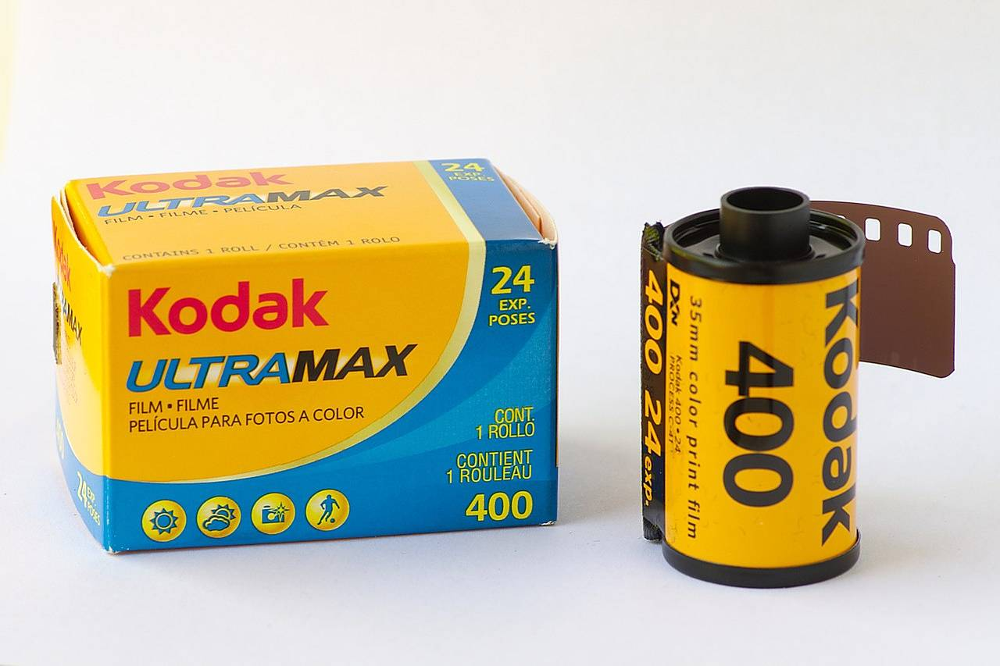 Kodak
ULTRAMAX
FILM • FILME • PELÍCULA
CONTAINS 1 ROLL / CONTÉM 1 ROLO
24
EXP.
POSES
Kodak
ULTRAMAX
FILM ▪ FILME
PELÍCULA PARA FOTOS A COLOR
24
EXP.
POSES
CONT.
1 ROLLO
CONTIENT
1 ROULEAU
400
24 EXP.
POSES
400 24 exp.
DX N
35mm color print film
Kodak 400 • 24
PROCESS C-41
400
Kodak